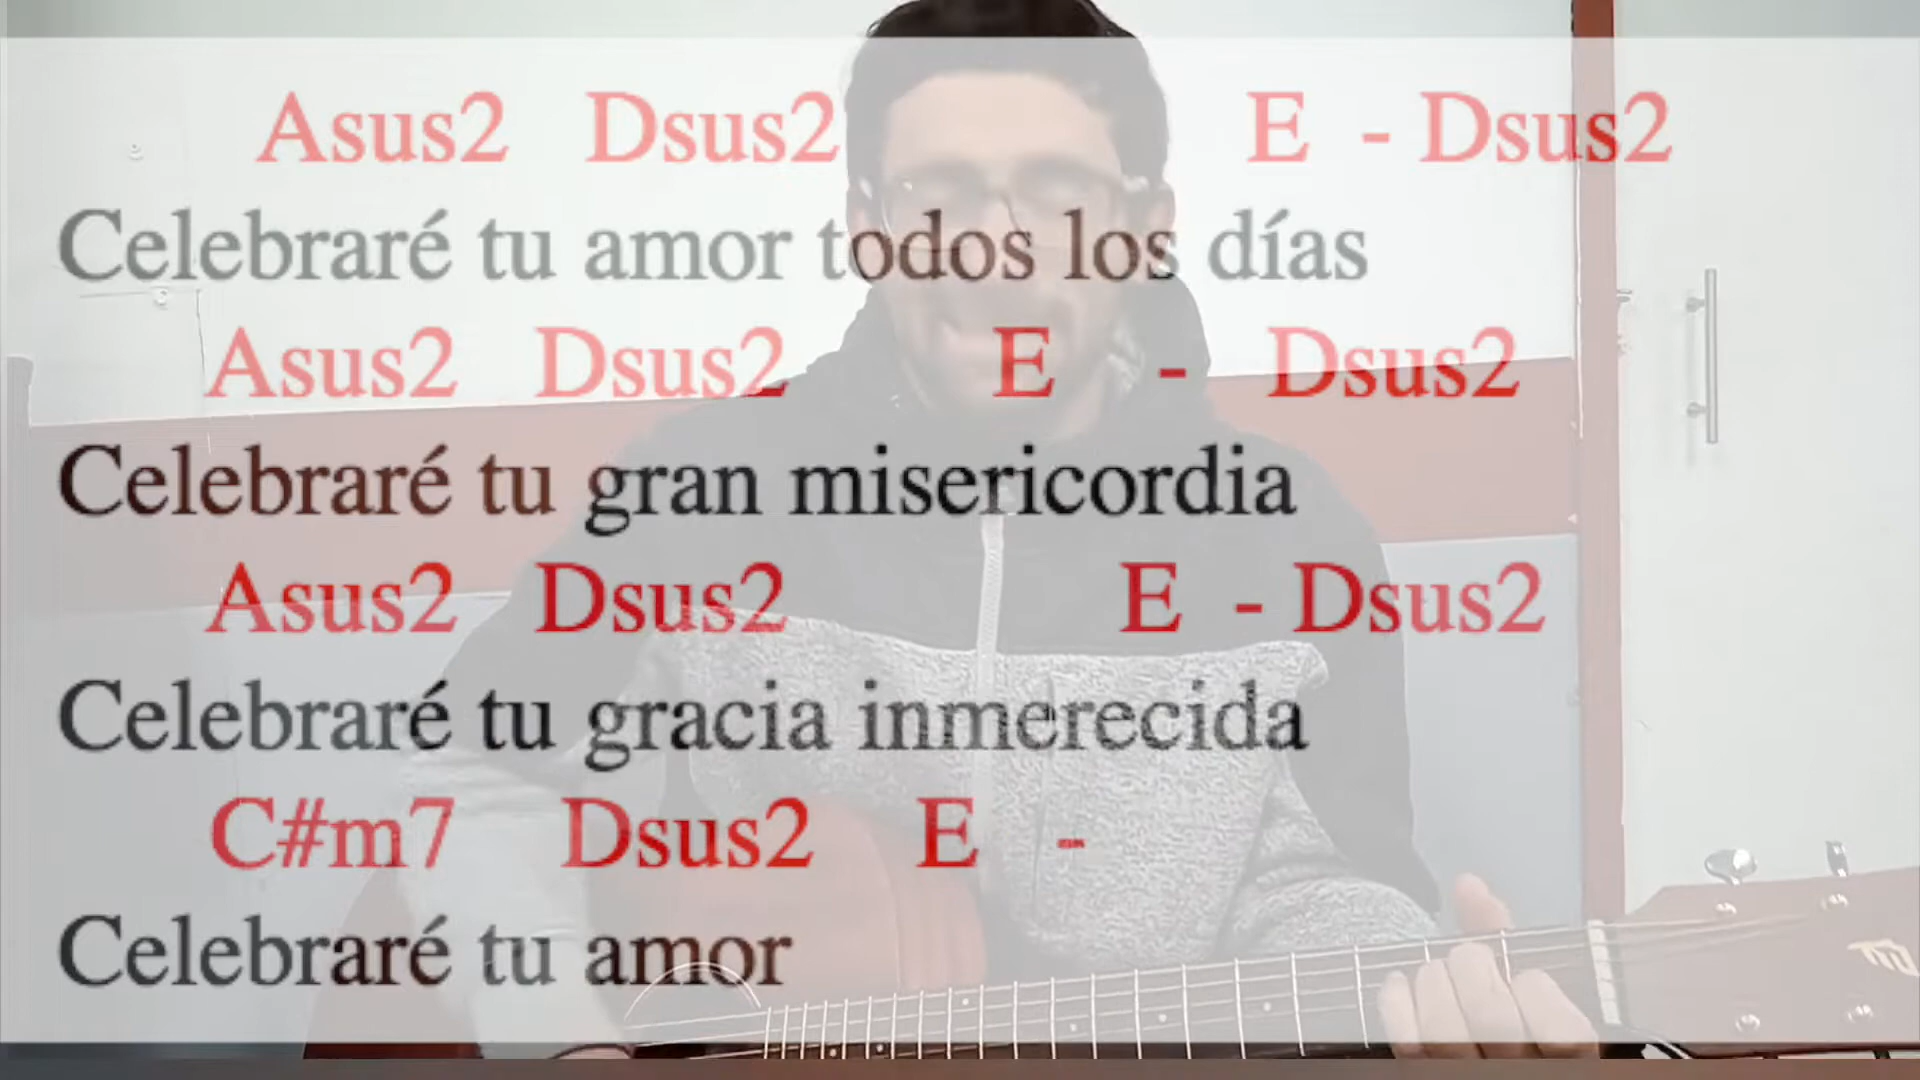 Asus2 Dsus2 E - Dsus2
Celebraré tu amor todos los días
Asus2 Dsus2 E - Dsus2
Celebraré tu gran misericordia
Asus2 Dsus2 E - Dsus2
Celebraré tu gracia inmerecida
C#m7 Dsus2 E -
Celebraré tu amor